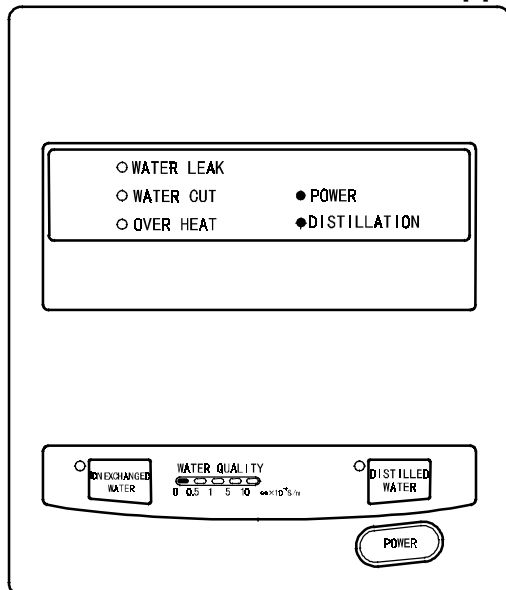 WATER LEAK
WATER CUT
POWER
OVER HEAT
DISTILLATION
ION EXCHANGED
WATER
WATER QUALITY
0 0.5 1 5 10
DISTILLED
WATER
POWER